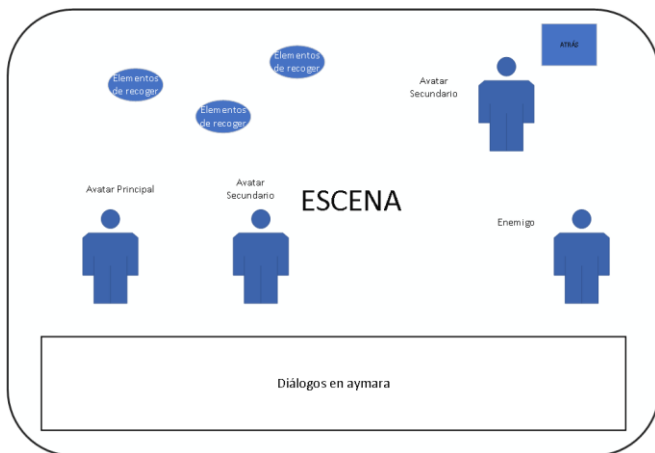 ATRÁS
Elementos
de recoger
Elementos
de recoger
Elementos
de recoger
Avatar
Secundario
Avatar Principal
Avatar
Secundario
ESCENA
Enemigo
Diálogos en aymara